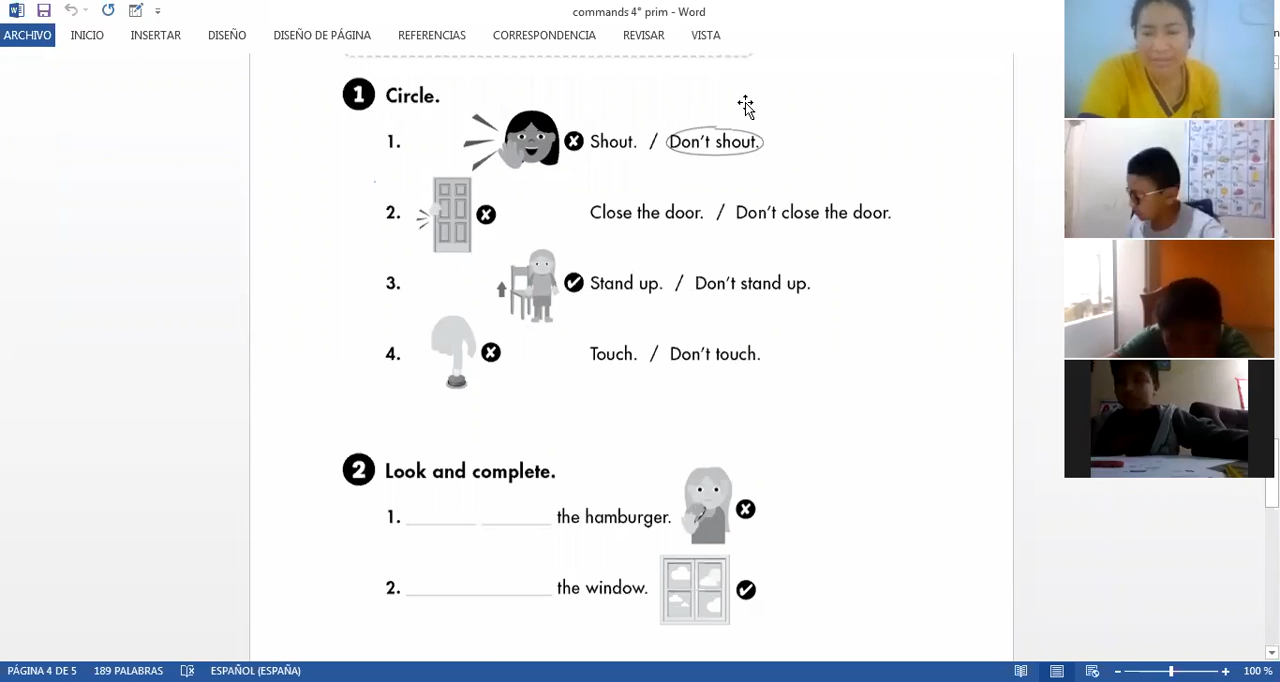 commands 4° prim - Word
ARCHIVO INICIO INSERTAR DISEÑO DISEÑO DE PÁGINA REFERENCIAS CORRESPONDENCIA REVISAR VISTA
1 Circle.
1. Shout. / Don't shout.
2. Close the door. / Don't close the door.
3. Stand up. / Don't stand up.
4. Touch. / Don't touch.
2 Look and complete.
1. ________ ________ the hamburger.
2. ________________ the window.
PÁGINA 4 DE 5 189 PALABRAS ESPAÑOL (ESPAÑA) 100 %